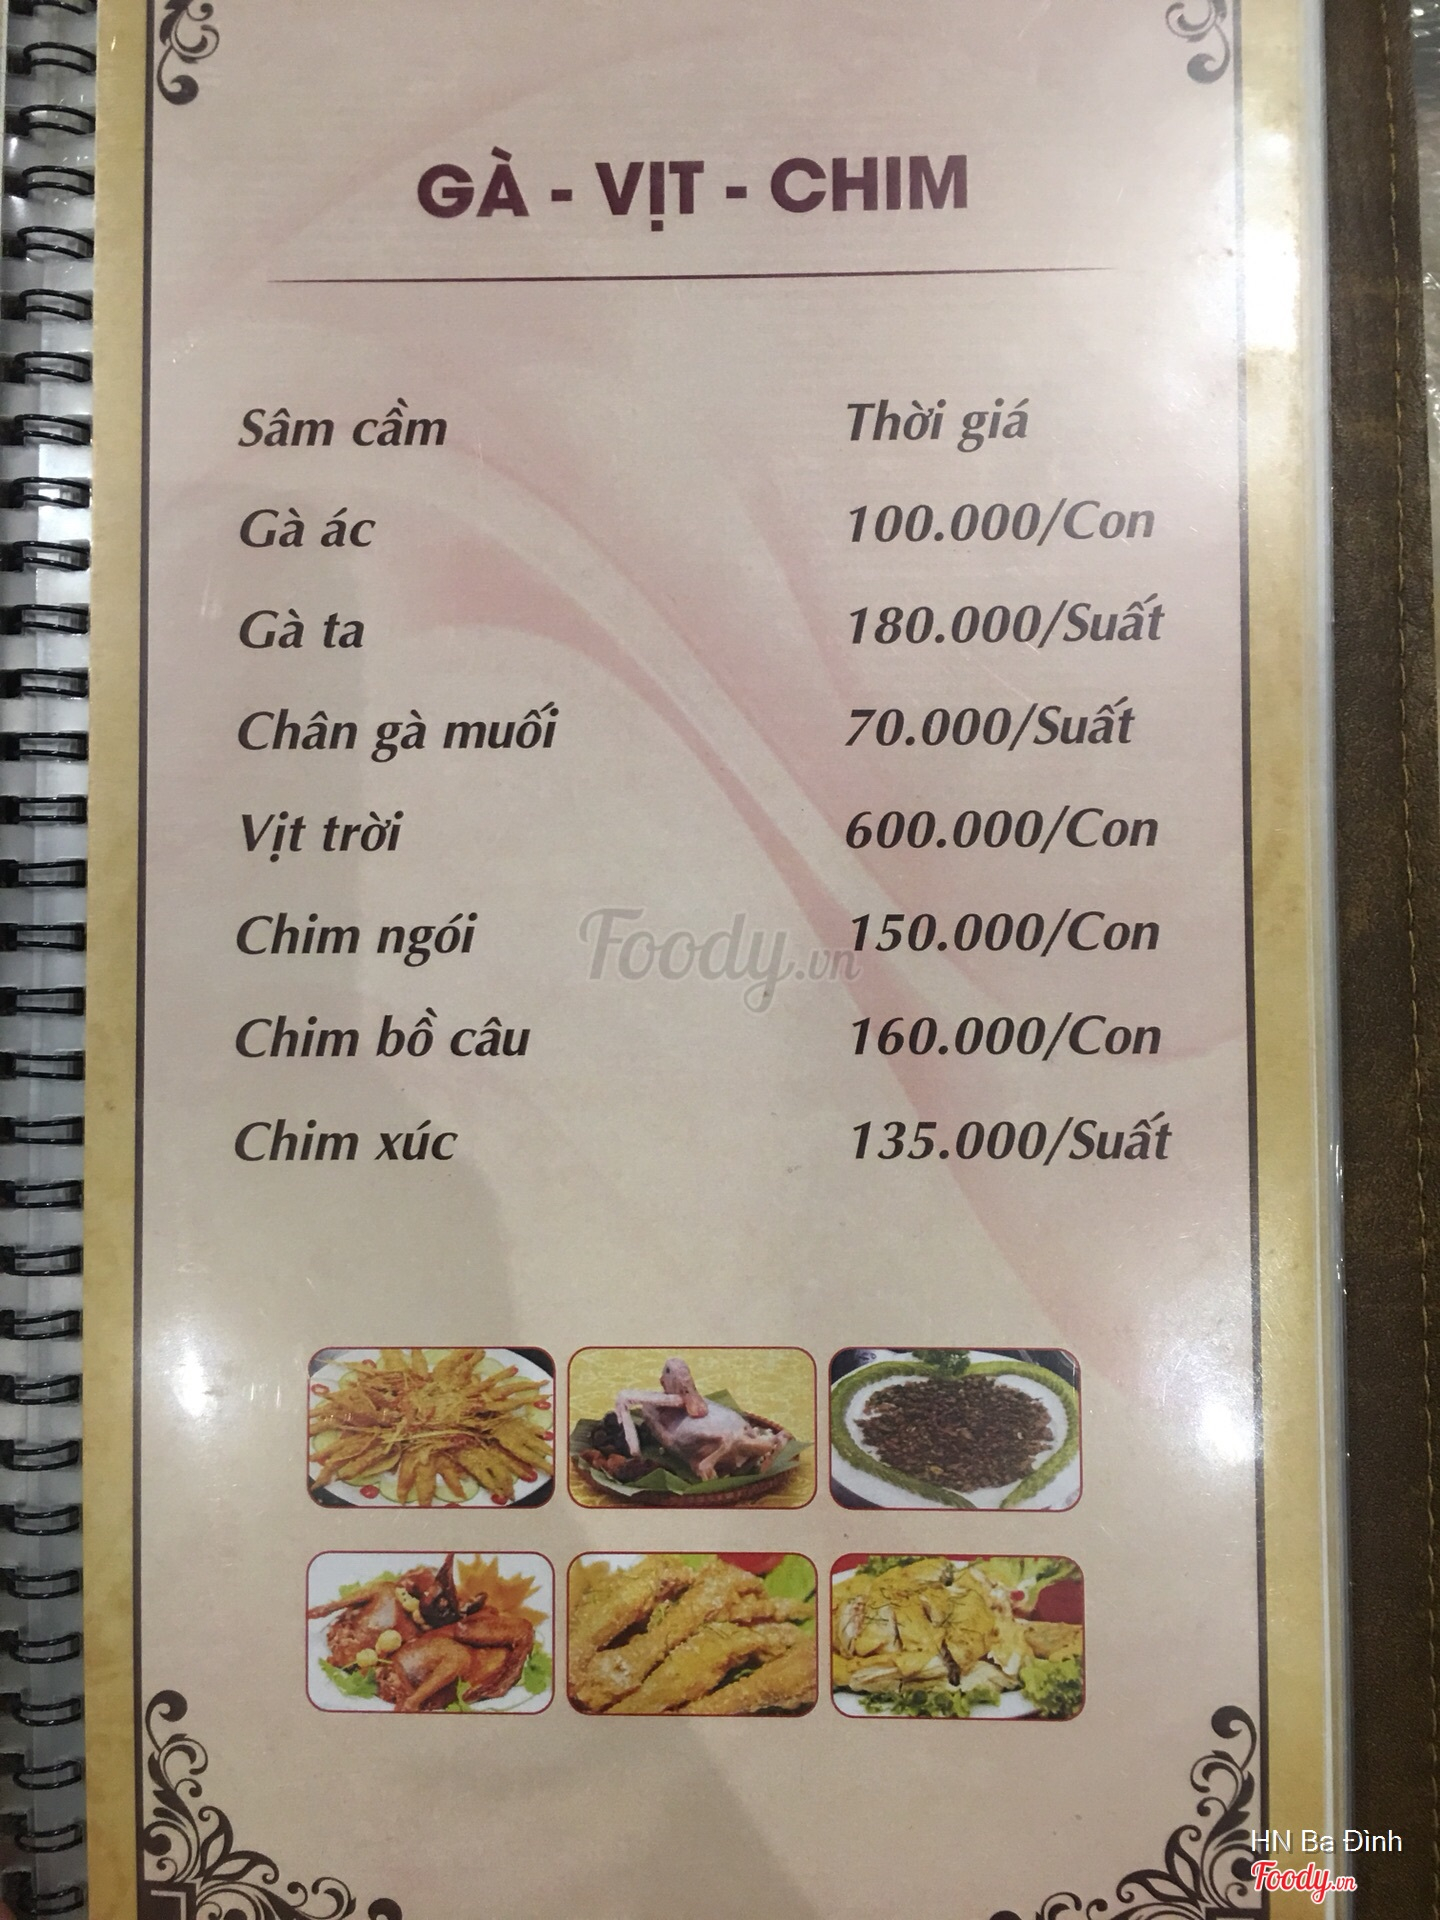 GÀ - VỊT - CHIM
Sâm cầm Thời giá
Gà ác 100.000/Con
Gà ta 180.000/Suất
Chân gà muối 70.000/Suất
Vịt trời 600.000/Con
Chim ngói 150.000/Con
Foody.vn
Chim bồ câu 160.000/Con
Chim xúc 135.000/Suất
HN Ba Đình
Foody.vn